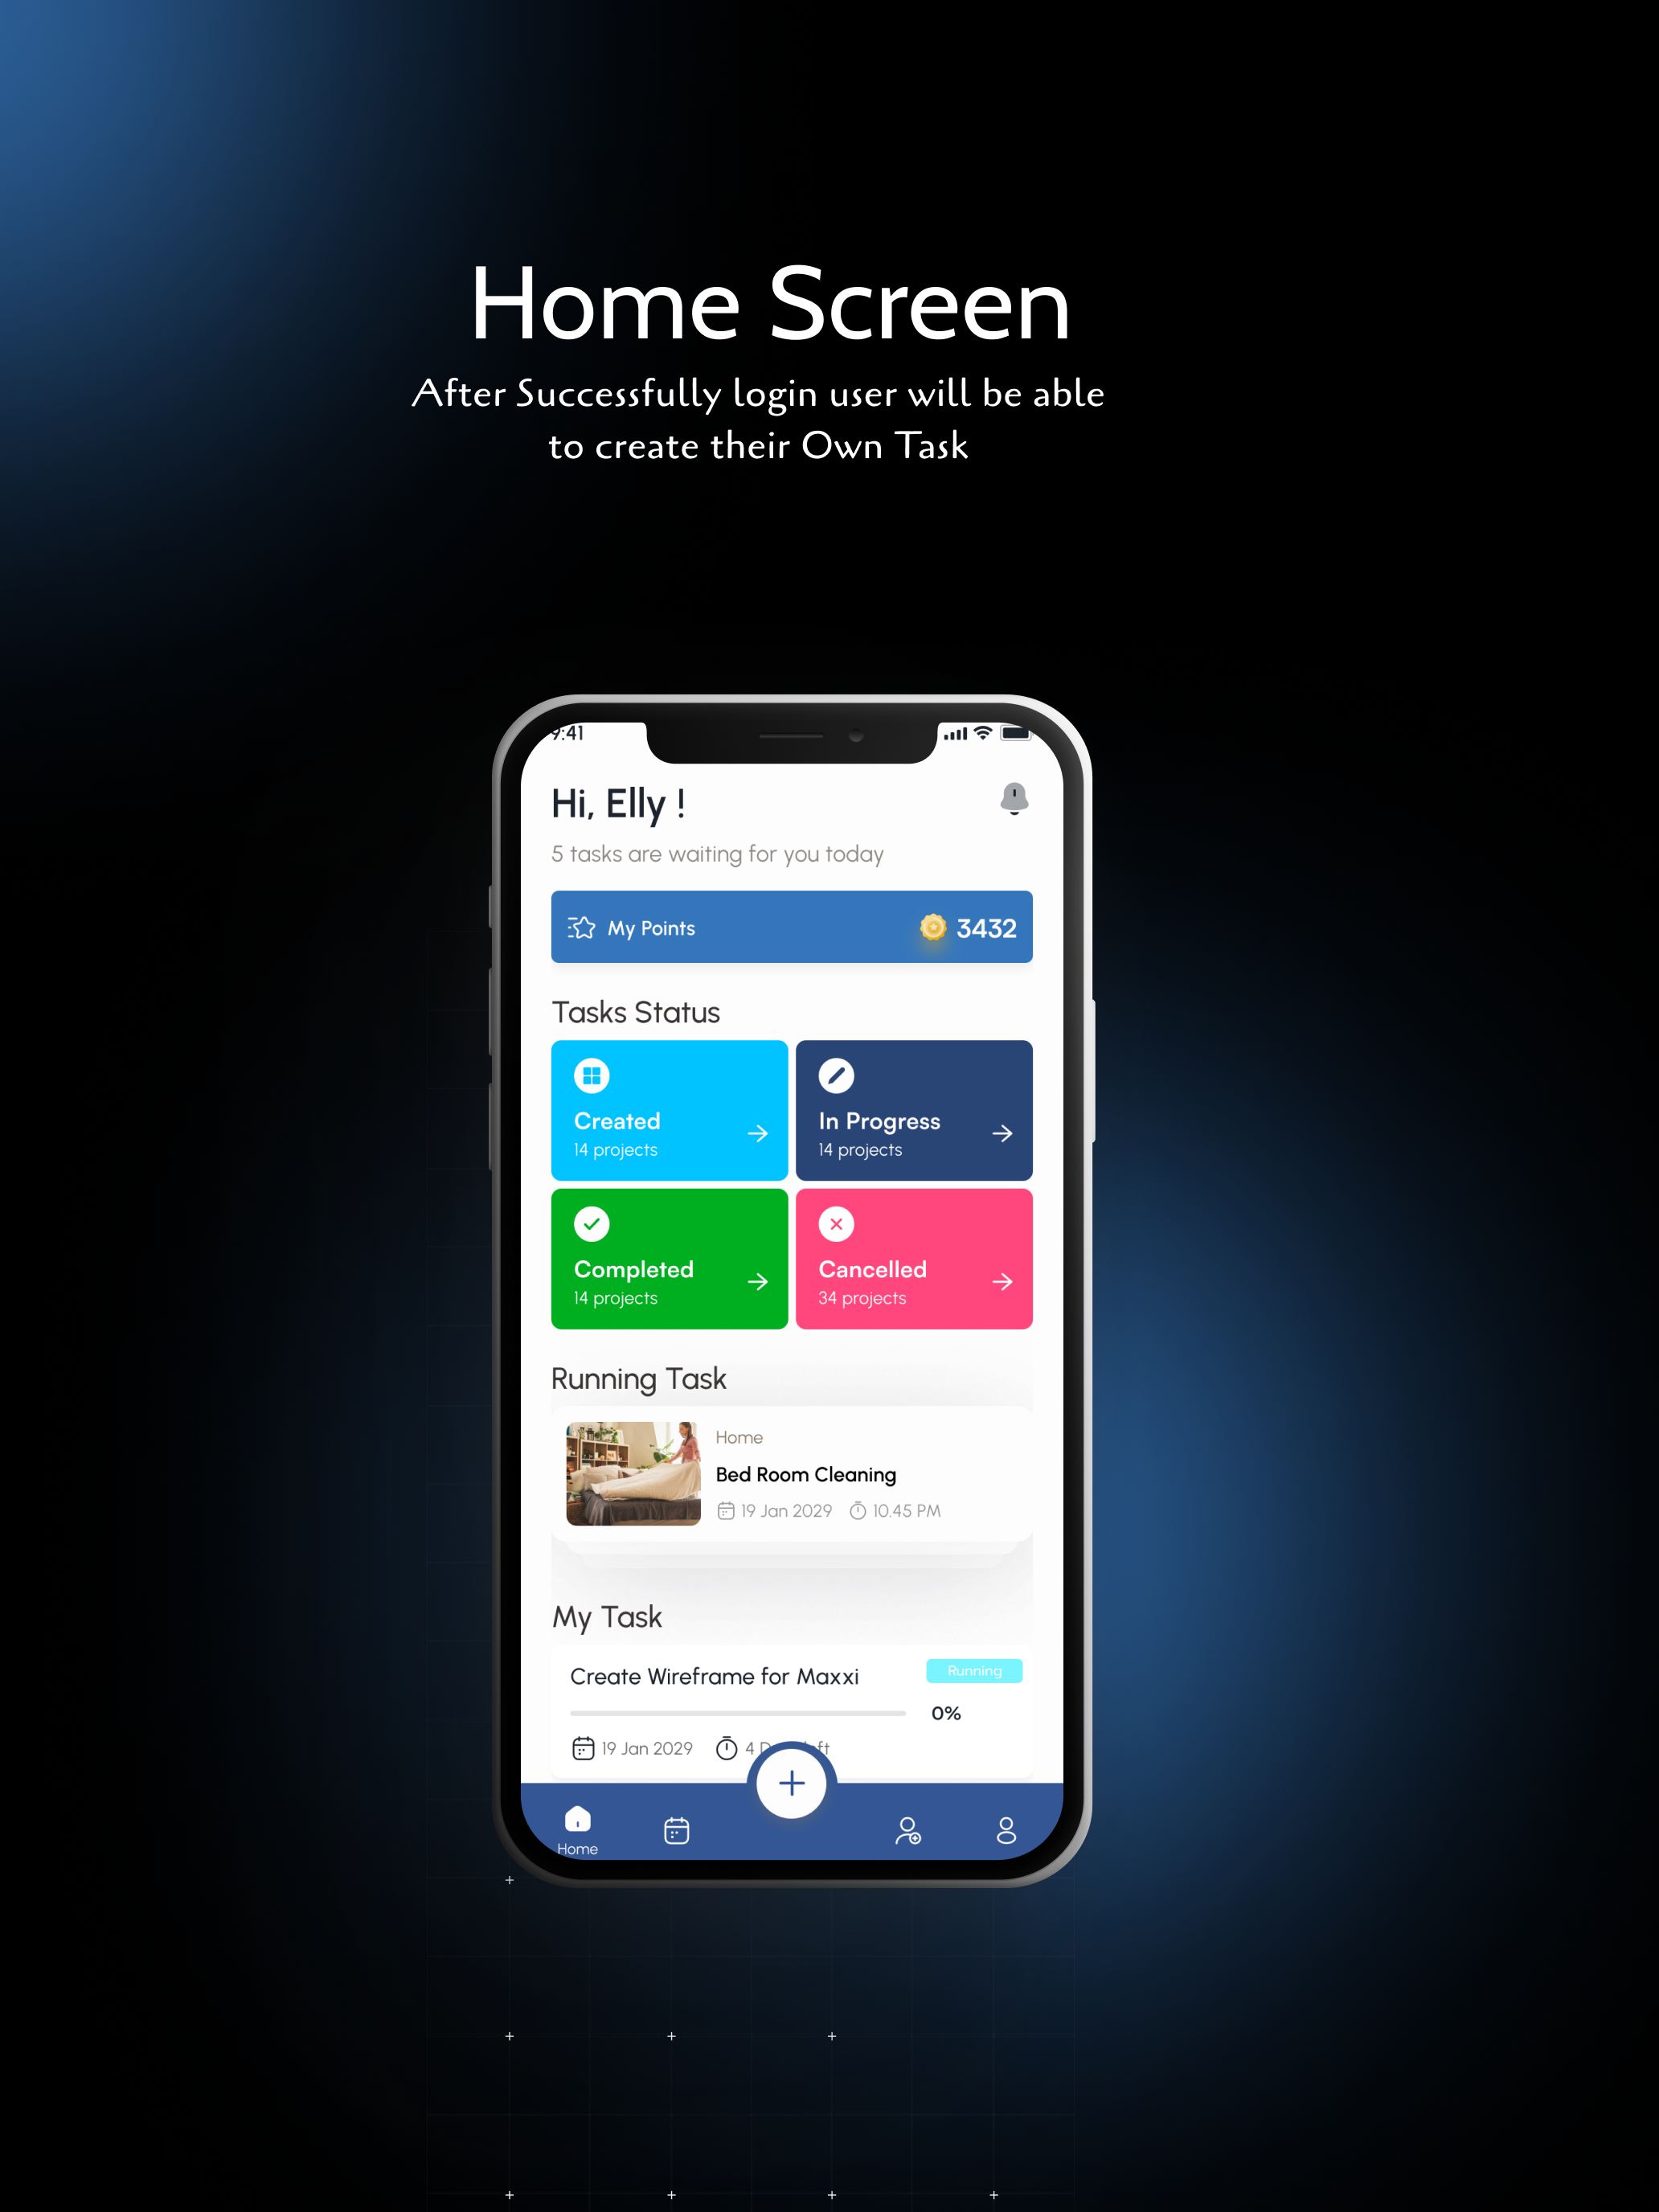 Home Screen
After Successfully login user will be able
to create their Own Task
9:41
Hi, Elly !
5 tasks are waiting for you today
My Points
3432
Tasks Status
Created
14 projects
In Progress
14 projects
Completed
14 projects
Cancelled
34 projects
Running Task
Home
Bed Room Cleaning
19 Jan 2029 10.45 PM
My Task
Create Wireframe for Maxxi
Running
0%
19 Jan 2029 4
Home